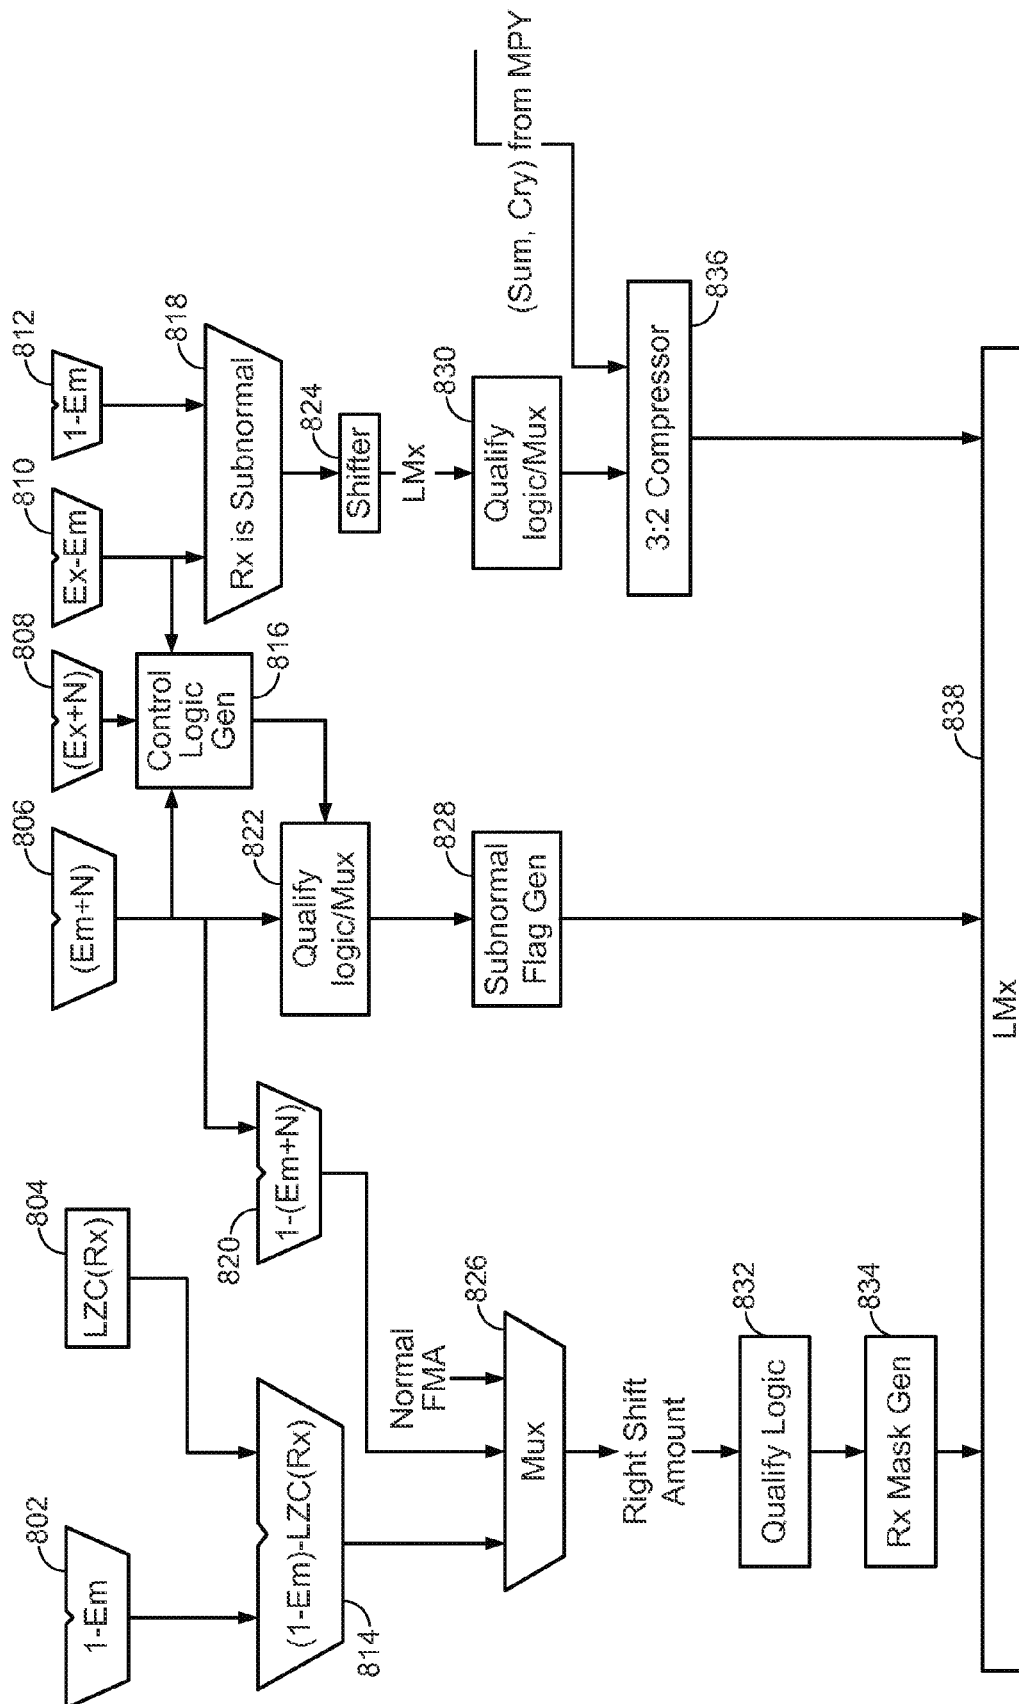 802
1-Em
804
LZC(Rx)
806
(Em+N)
808
(Ex+N)
810
Ex-Em
812
1-Em
(1-Em)-LZC(Rx)
814
820
1-(Em+N)
Control
Logic
Gen
816
Rx is Subnormal
818
822
Qualify
logic/Mux
Shifter
824
LMx
Normal
FMA
Mux
826
Subnormal
Flag Gen
828
Qualify
logic/Mux
830
(Sum, Cry) from MPY
Right Shift
Amount
3:2 Compressor
836
Qualify Logic
832
Rx Mask Gen
834
838
LMx